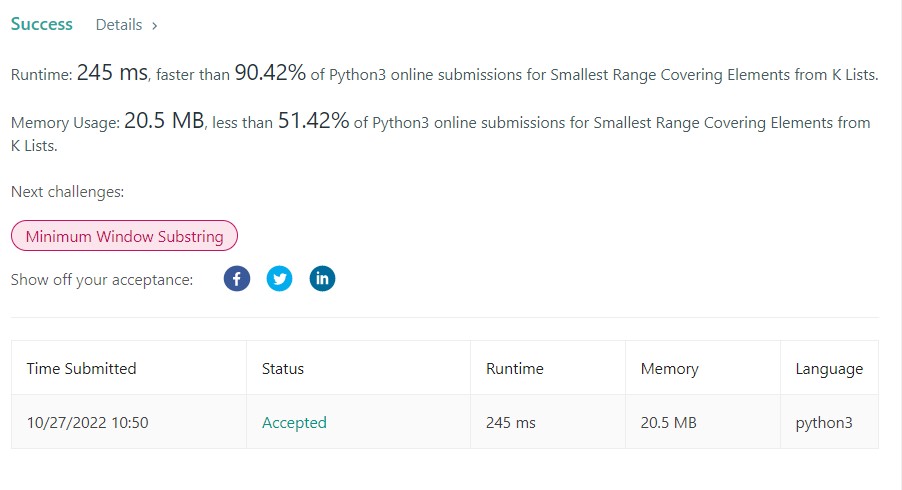 Success Details >
Runtime: 245 ms, faster than 90.42% of Python3 online submissions for Smallest Range Covering Elements from K Lists.
Memory Usage: 20.5 MB, less than 51.42% of Python3 online submissions for Smallest Range Covering Elements from
K Lists.
Next challenges:
Minimum Window Substring
Show off your acceptance:
Time Submitted Status Runtime Memory Language
10/27/2022 10:50 Accepted 245 ms 20.5 MB python3